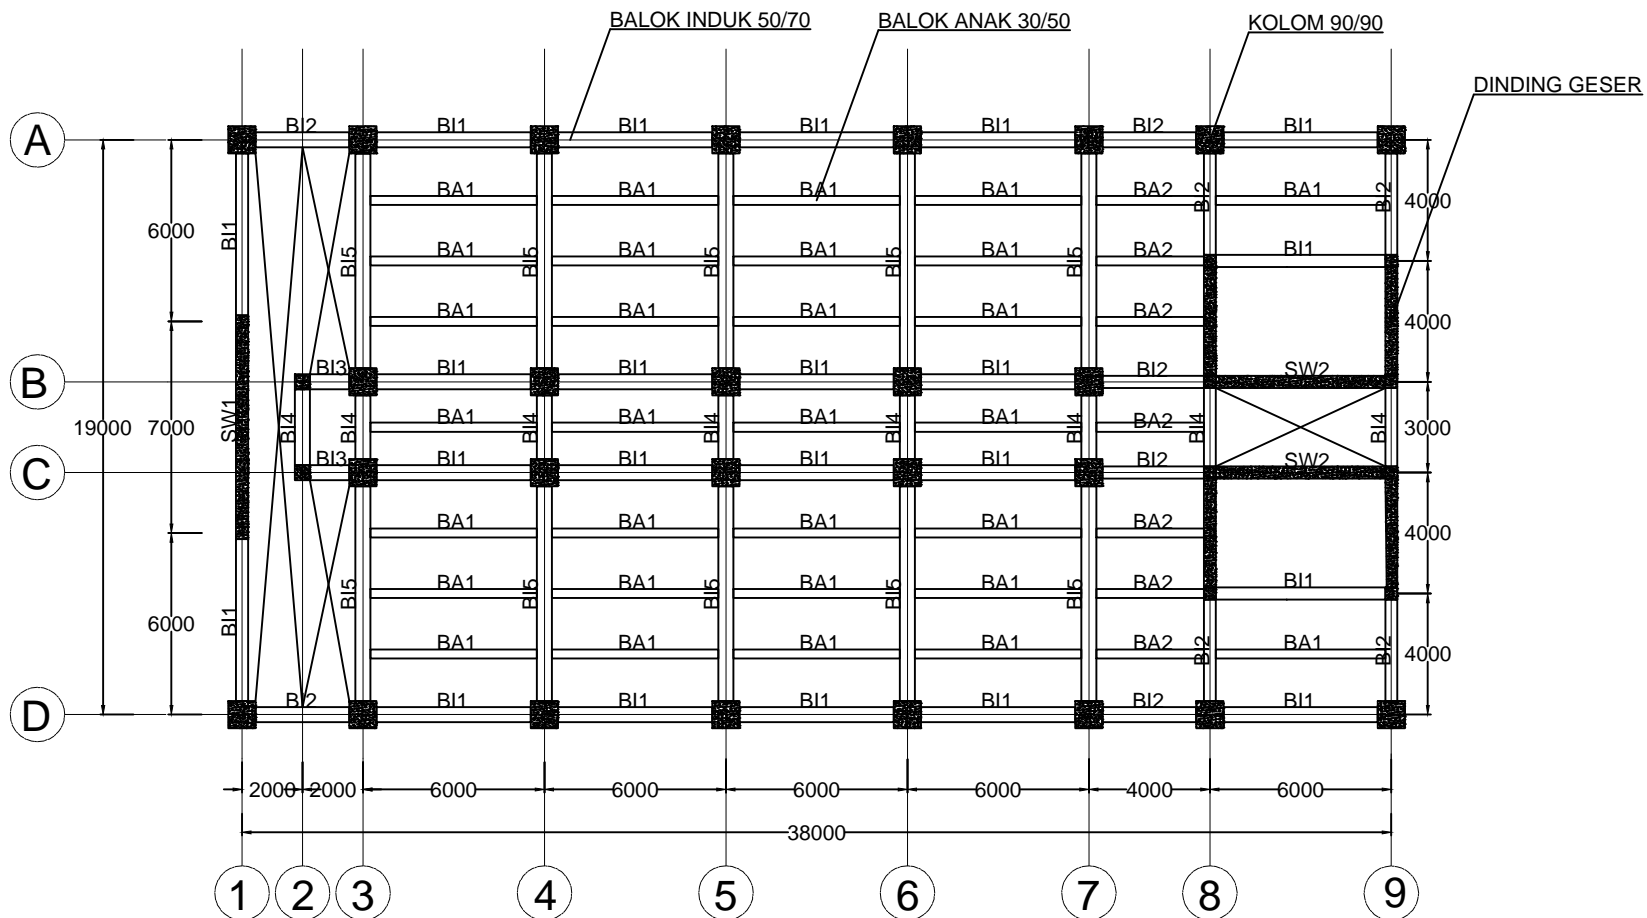 BALOK INDUK 50/70
BALOK ANAK 30/50
KOLOM 90/90
DINDING GESER
A
BI2
BI1
BI1
BI1
BI1
BI2
BI1
BA1
BA1
BA1
BA1
BA2
BI2
BA1
BI2
4000
6000
BI1
BI5
BA1
BI5
BA1
BI5
BA1
BI5
BA1
BI5
BA2
BI1
BA1
BA1
BA1
BA1
BA2
4000
B
BI3
BI1
BI1
BI1
BI1
BI2
SW2
19000
7000
SW1
BI4
BI4
BA1
BI4
BA1
BI4
BA1
BI4
BA1
BI4
BA2
BI4
BI4
3000
C
BI3
BI1
BI1
BI1
BI1
BI2
SW2
BA1
BA1
BA1
BA1
BA2
4000
BI5
BA1
BI5
BA1
BI5
BA1
BI5
BA1
BI5
BA2
BI1
6000
BI1
BA1
BA1
BA1
BA1
BA2
BI2
BA1
BI2
4000
D
BI2
BI1
BI1
BI1
BI1
BI2
BI1
2000
2000
6000
6000
6000
6000
4000
6000
38000
1
2
3
4
5
6
7
8
9